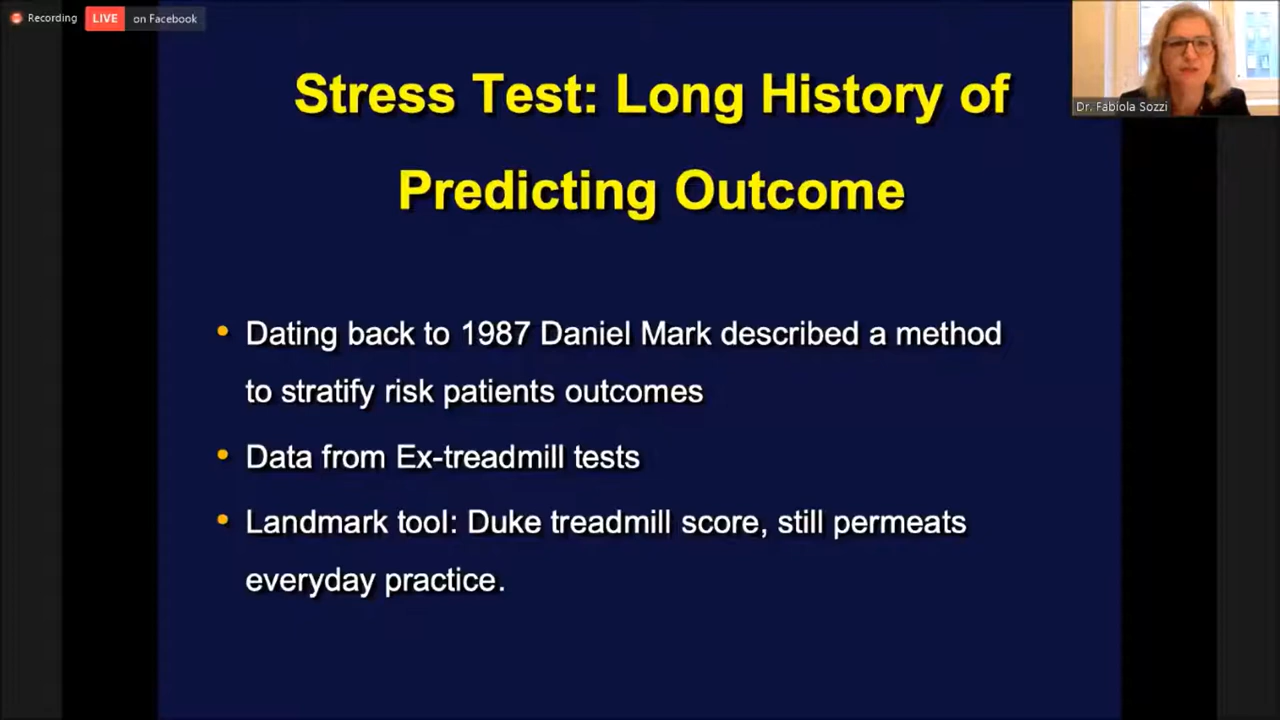 Recording
LIVE on Facebook
Dr. Fabiola Sozzi
Stress Test: Long History of
Predicting Outcome
• Dating back to 1987 Daniel Mark described a method
to stratify risk patients outcomes
• Data from Ex-treadmill tests
• Landmark tool: Duke treadmill score, still permeats
everyday practice.